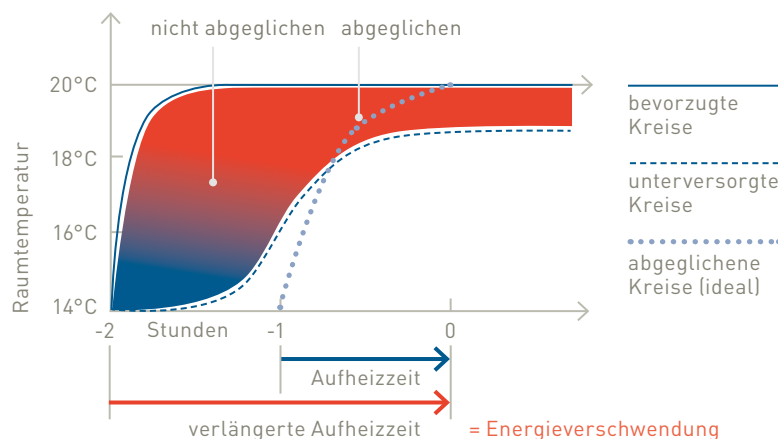 nicht abgeglichen
abgeglichen
Raumtemperatur
20°C
18°C
16°C
14°C
-2
Stunden
-1
0
Aufheizzeit
verlängerte Aufheizzeit
= Energieverschwendung
bevorzugte
Kreise
unterversorgte
Kreise
abgeglichene
Kreise (ideal)